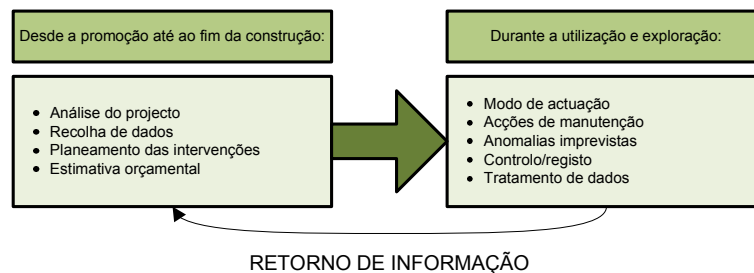 Desde a promoção até ao fim da construção:
• Análise do projecto
• Recolha de dados
• Planeamento das intervenções
• Estimativa orçamental
Durante a utilização e exploração:
• Modo de actuação
• Acções de manutenção
• Anomalias imprevistas
• Controlo/registo
• Tratamento de dados
RETORNO DE INFORMAÇÃO